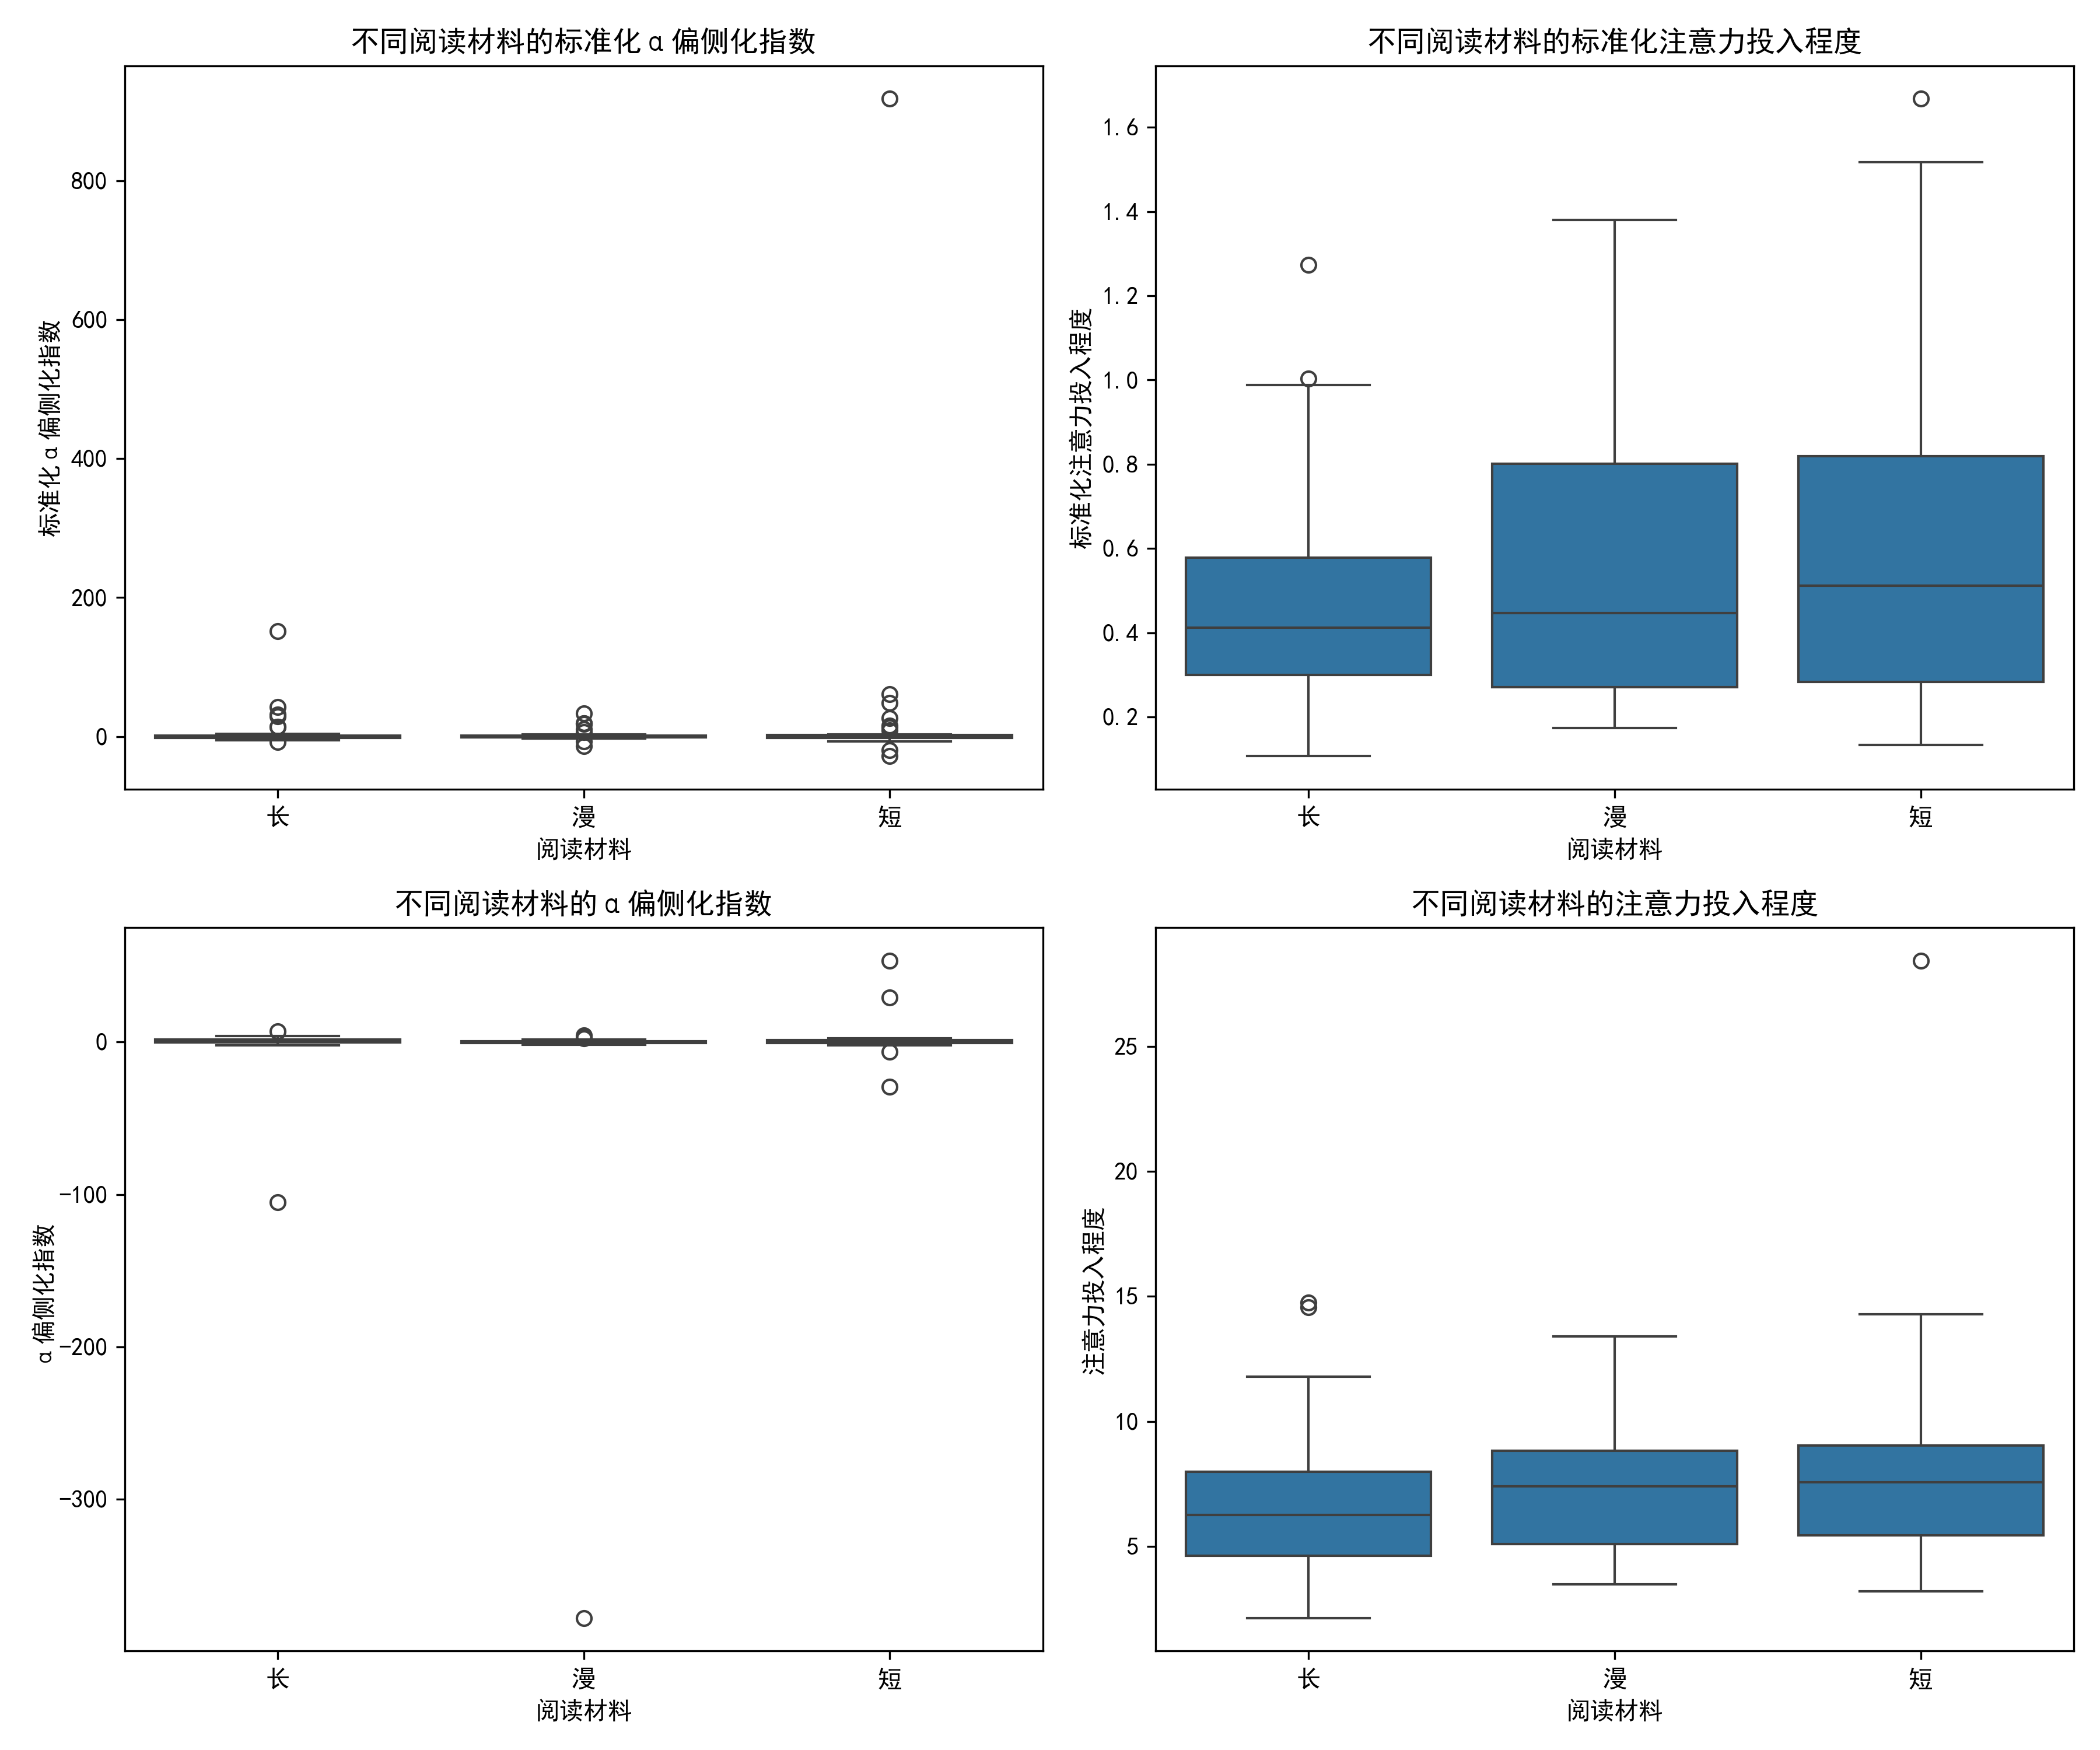 不同阅读材料的标准化 α 偏侧化指数
标准化 α 偏侧化指数
800
600
400
200
0
长 漫 短
阅读材料
不同阅读材料的标准化注意力投入程度
标准化注意力投入程度
1.6
1.4
1.2
1.0
0.8
0.6
0.4
0.2
长 漫 短
阅读材料
不同阅读材料的 α 偏侧化指数
α 偏侧化指数
0
−100
−200
−300
长 漫 短
阅读材料
不同阅读材料的注意力投入程度
注意力投入程度
25
20
15
10
5
长 漫 短
阅读材料